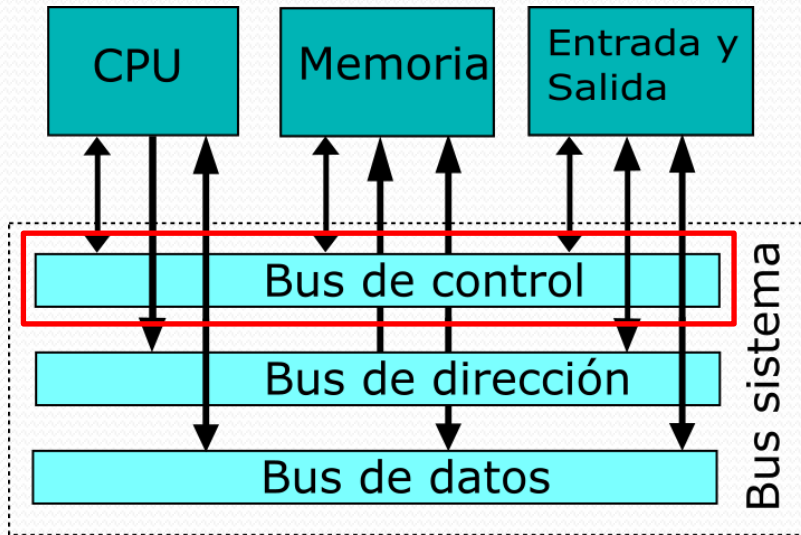 CPU
Memoria
Entrada y
Salida
Bus de control
Bus de dirección
Bus de datos
Bus sistema